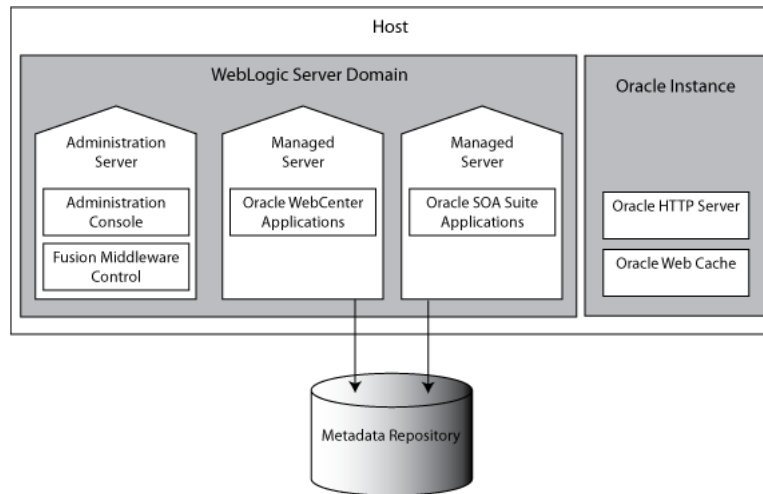 Host
WebLogic Server Domain
Administration
Server
Administration
Console
Fusion Middleware
Control
Managed
Server
Oracle WebCenter
Applications
Managed
Server
Oracle SOA Suite
Applications
Oracle Instance
Oracle HTTP Server
Oracle Web Cache
Metadata Repository